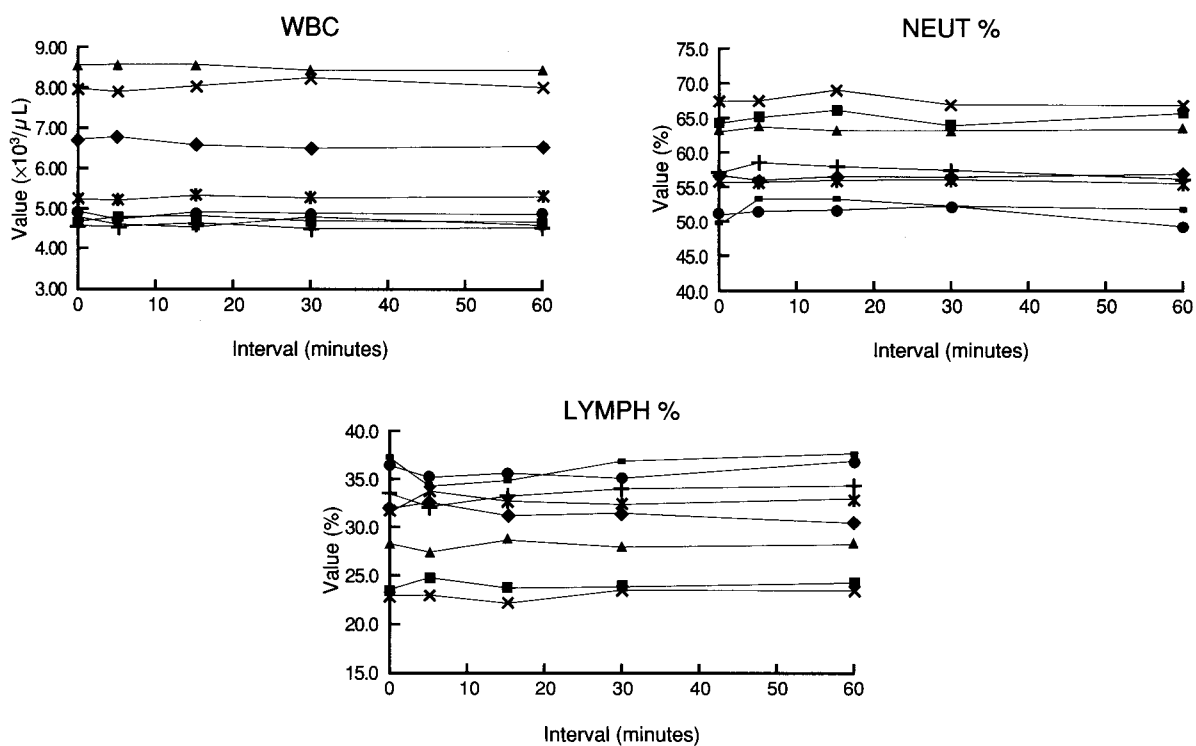 WBC
Value (×10³/μ L)
9.00
8.00
7.00
6.00
5.00
4.00
3.00
0 10 20 30 40 50 60
Interval (minutes)
NEUT %
Value (%)
75.0
70.0
65.0
60.0
55.0
50.0
45.0
40.0
0 10 20 30 40 50 60
Interval (minutes)
LYMPH %
Value (%)
40.0
35.0
30.0
25.0
20.0
15.0
0 10 20 30 40 50 60
Interval (minutes)